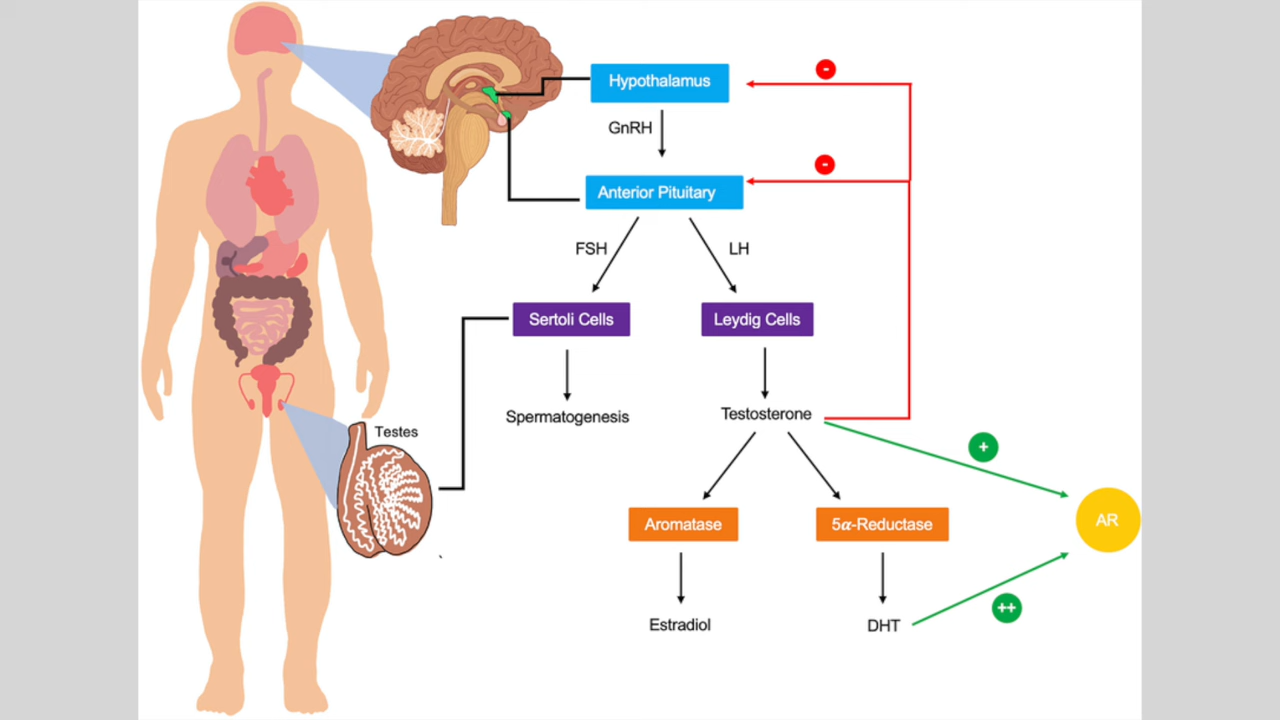 -
Hypothalamus
GnRH
-
Anterior Pituitary
FSH
LH
Sertoli Cells
Leydig Cells
Spermatogenesis
Testosterone
Testes
+
Aromatase
5α-Reductase
AR
Estradiol
DHT
++